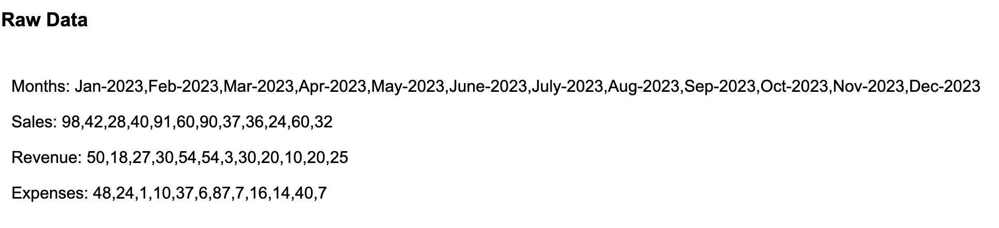 Raw Data
Months: Jan-2023,Feb-2023,Mar-2023,Apr-2023,May-2023,June-2023,July-2023,Aug-2023,Sep-2023,Oct-2023,Nov-2023,Dec-2023
Sales: 98,42,28,40,91,60,90,37,36,24,60,32
Revenue: 50,18,27,30,54,54,3,30,20,10,20,25
Expenses: 48,24,1,10,37,6,87,7,16,14,40,7